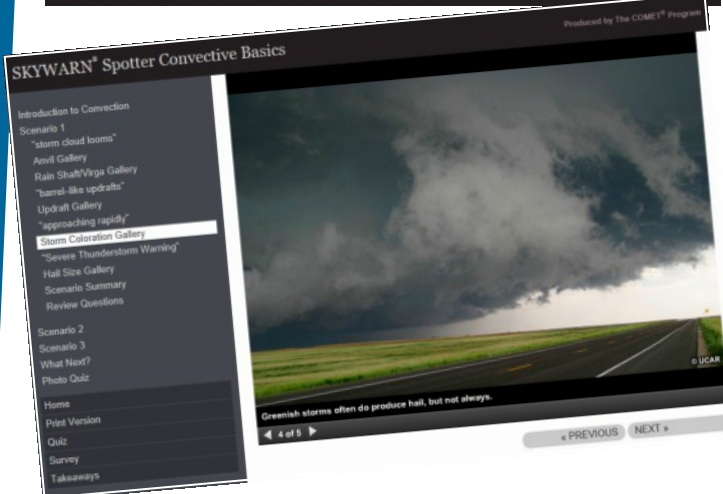 Produced by The COMET® Program
SKYWARN® Spotter Convective Basics
Introduction to Convection
Scenario 1
"storm cloud looms"
Anvil Gallery
Rain Shaft/Virga Gallery
"barrel-like updrafts"
Updraft Gallery
"approaching rapidly"
Storm Coloration Gallery
"Severe Thunderstorm Warning"
Hail Size Gallery
Scenario Summary
Review Questions
Scenario 2
Scenario 3
What Next?
Photo Quiz
Home
Print Version
Quiz
Survey
Takeaways
© UCAR
Greenish storms often do produce hail, but not always.
4 of 5
« PREVIOUS
NEXT »